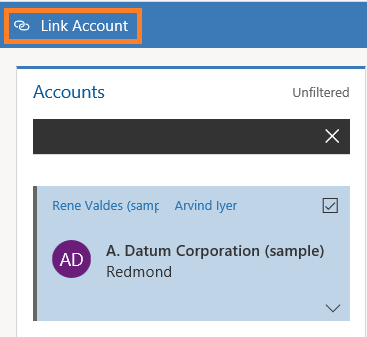 Link Account
Accounts Unfiltered
Rene Valdes (samp Arvind Iyer
AD
A. Datum Corporation (sample)
Redmond